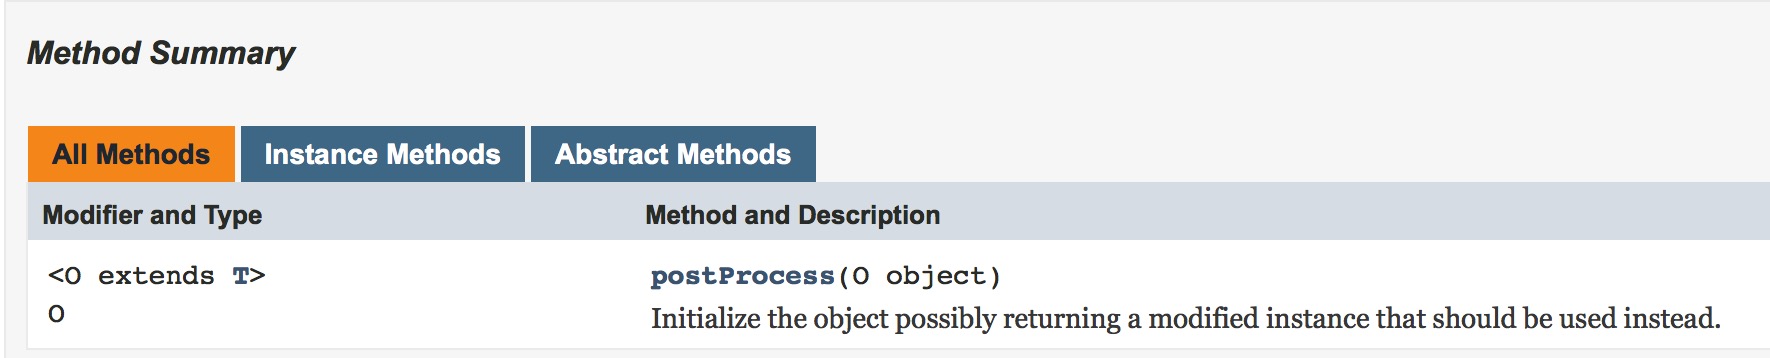 Method Summary
All Methods Instance Methods Abstract Methods
Modifier and Type Method and Description
<O extends T> postProcess(O object)
O Initialize the object possibly returning a modified instance that should be used instead.